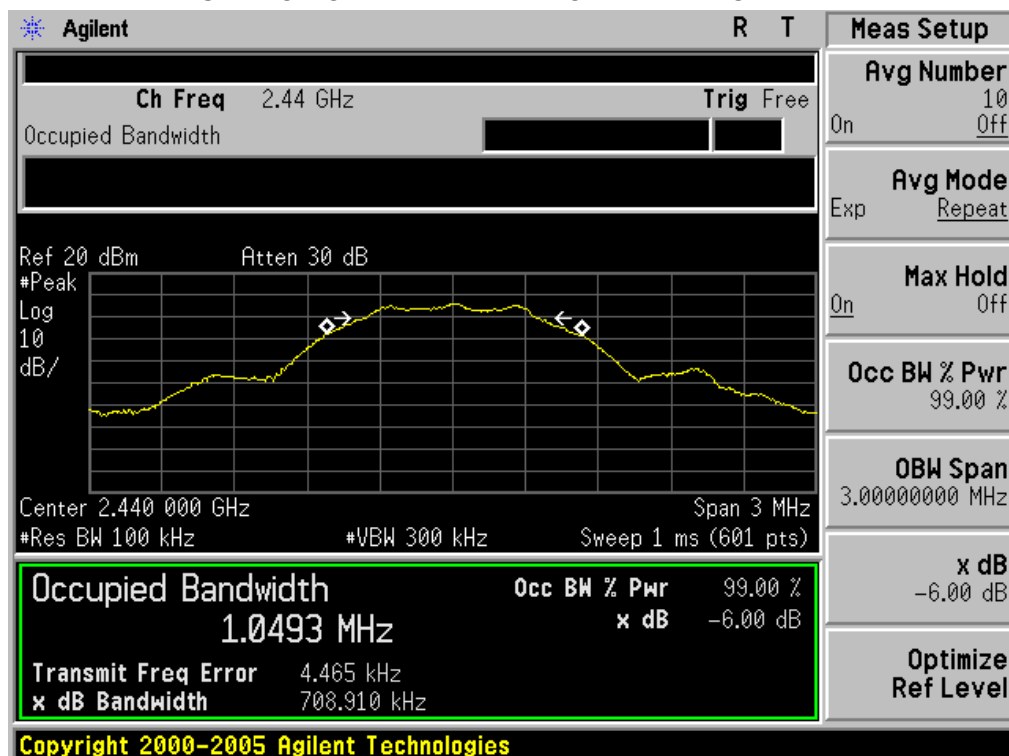 Agilent R T
Ch Freq 2.44 GHz Trig Free
Occupied Bandwidth
Ref 20 dBm Atten 30 dB
#Peak
Log
10
dB/
Center 2.440 000 GHz Span 3 MHz
#Res BW 100 kHz #VBW 300 kHz Sweep 1 ms (601 pts)
Occupied Bandwidth Occ BW % Pwr 99.00 %
1.0493 MHz x dB -6.00 dB
Transmit Freq Error 4.465 kHz
x dB Bandwidth 708.910 kHz
Copyright 2000-2005 Agilent Technologies
Meas Setup
Avg Number
10
On Off
Avg Mode
Exp Repeat
Max Hold
On Off
Occ BW % Pwr
99.00 %
OBW Span
3.00000000 MHz
x dB
-6.00 dB
Optimize
Ref Level